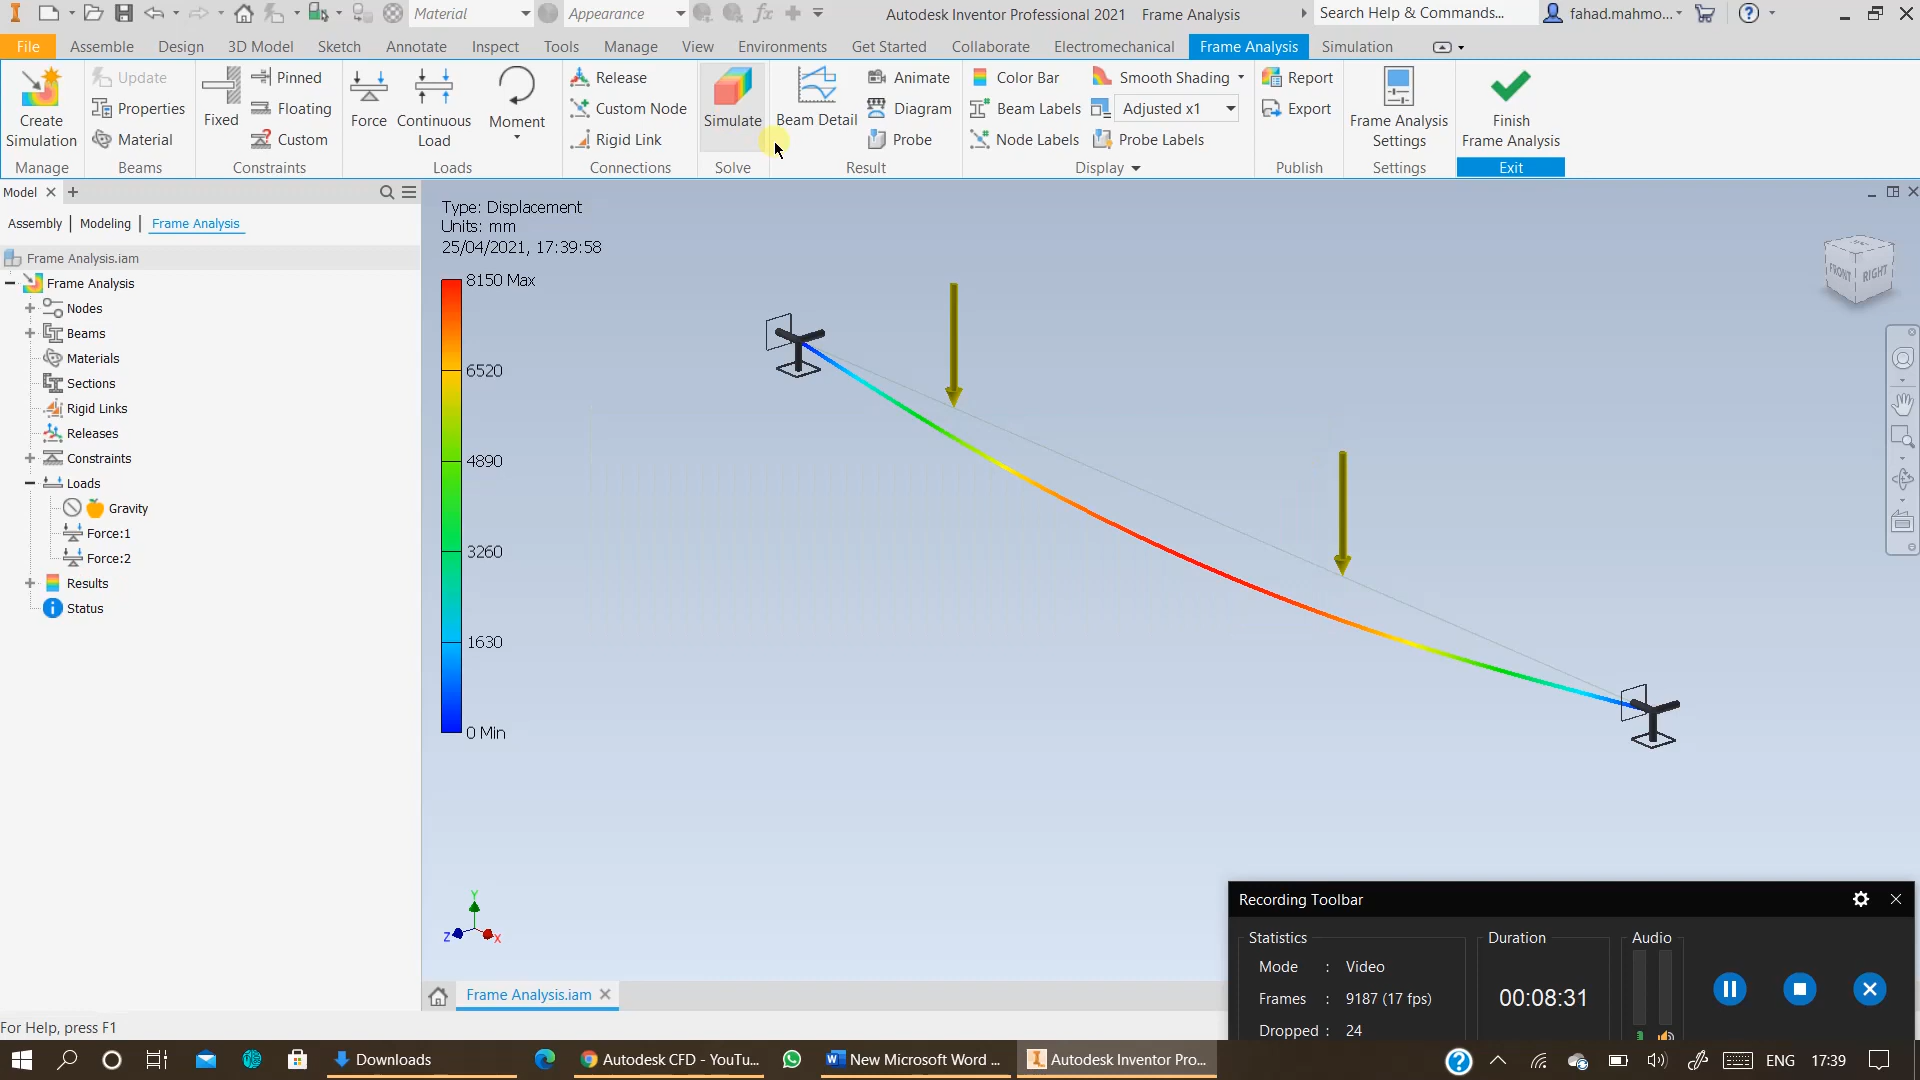 Material
Appearance
fx
Autodesk Inventor Professional 2021 Frame Analysis
Search Help & Commands...
fahad.mahmo...
File
Assemble
Design
3D Model
Sketch
Annotate
Inspect
Tools
Manage
View
Environments
Get Started
Collaborate
Electromechanical
Frame Analysis
Simulation
Create
Simulation
Manage
Update
Properties
Material
Beams
Fixed
Pinned
Floating
Custom
Constraints
Force
Continuous
Load
Moment
Loads
Release
Custom Node
Rigid Link
Connections
Simulate
Solve
Beam Detail
Animate
Diagram
Probe
Result
Color Bar
Beam Labels
Node Labels
Smooth Shading
Adjusted x1
Probe Labels
Display
Report
Export
Publish
Frame Analysis
Settings
Settings
Finish
Frame Analysis
Exit
Model
Assembly
Modeling
Frame Analysis
Frame Analysis.iam
Frame Analysis
Nodes
Beams
Materials
Sections
Rigid Links
Releases
Constraints
Loads
Gravity
Force:1
Force:2
Results
Status
Type: Displacement
Units: mm
25/04/2021, 17:39:58
8150 Max
6520
4890
3260
1630
0 Min
FRONT
RIGHT
Y
Z
X
Frame Analysis.iam
Recording Toolbar
Statistics
Mode : Video
Frames : 9187 (17 fps)
Dropped : 24
Duration
00:08:31
Audio
For Help, press F1
Downloads
Autodesk CFD - YouTu...
New Microsoft Word ...
Autodesk Inventor Pro...
ENG
17:39